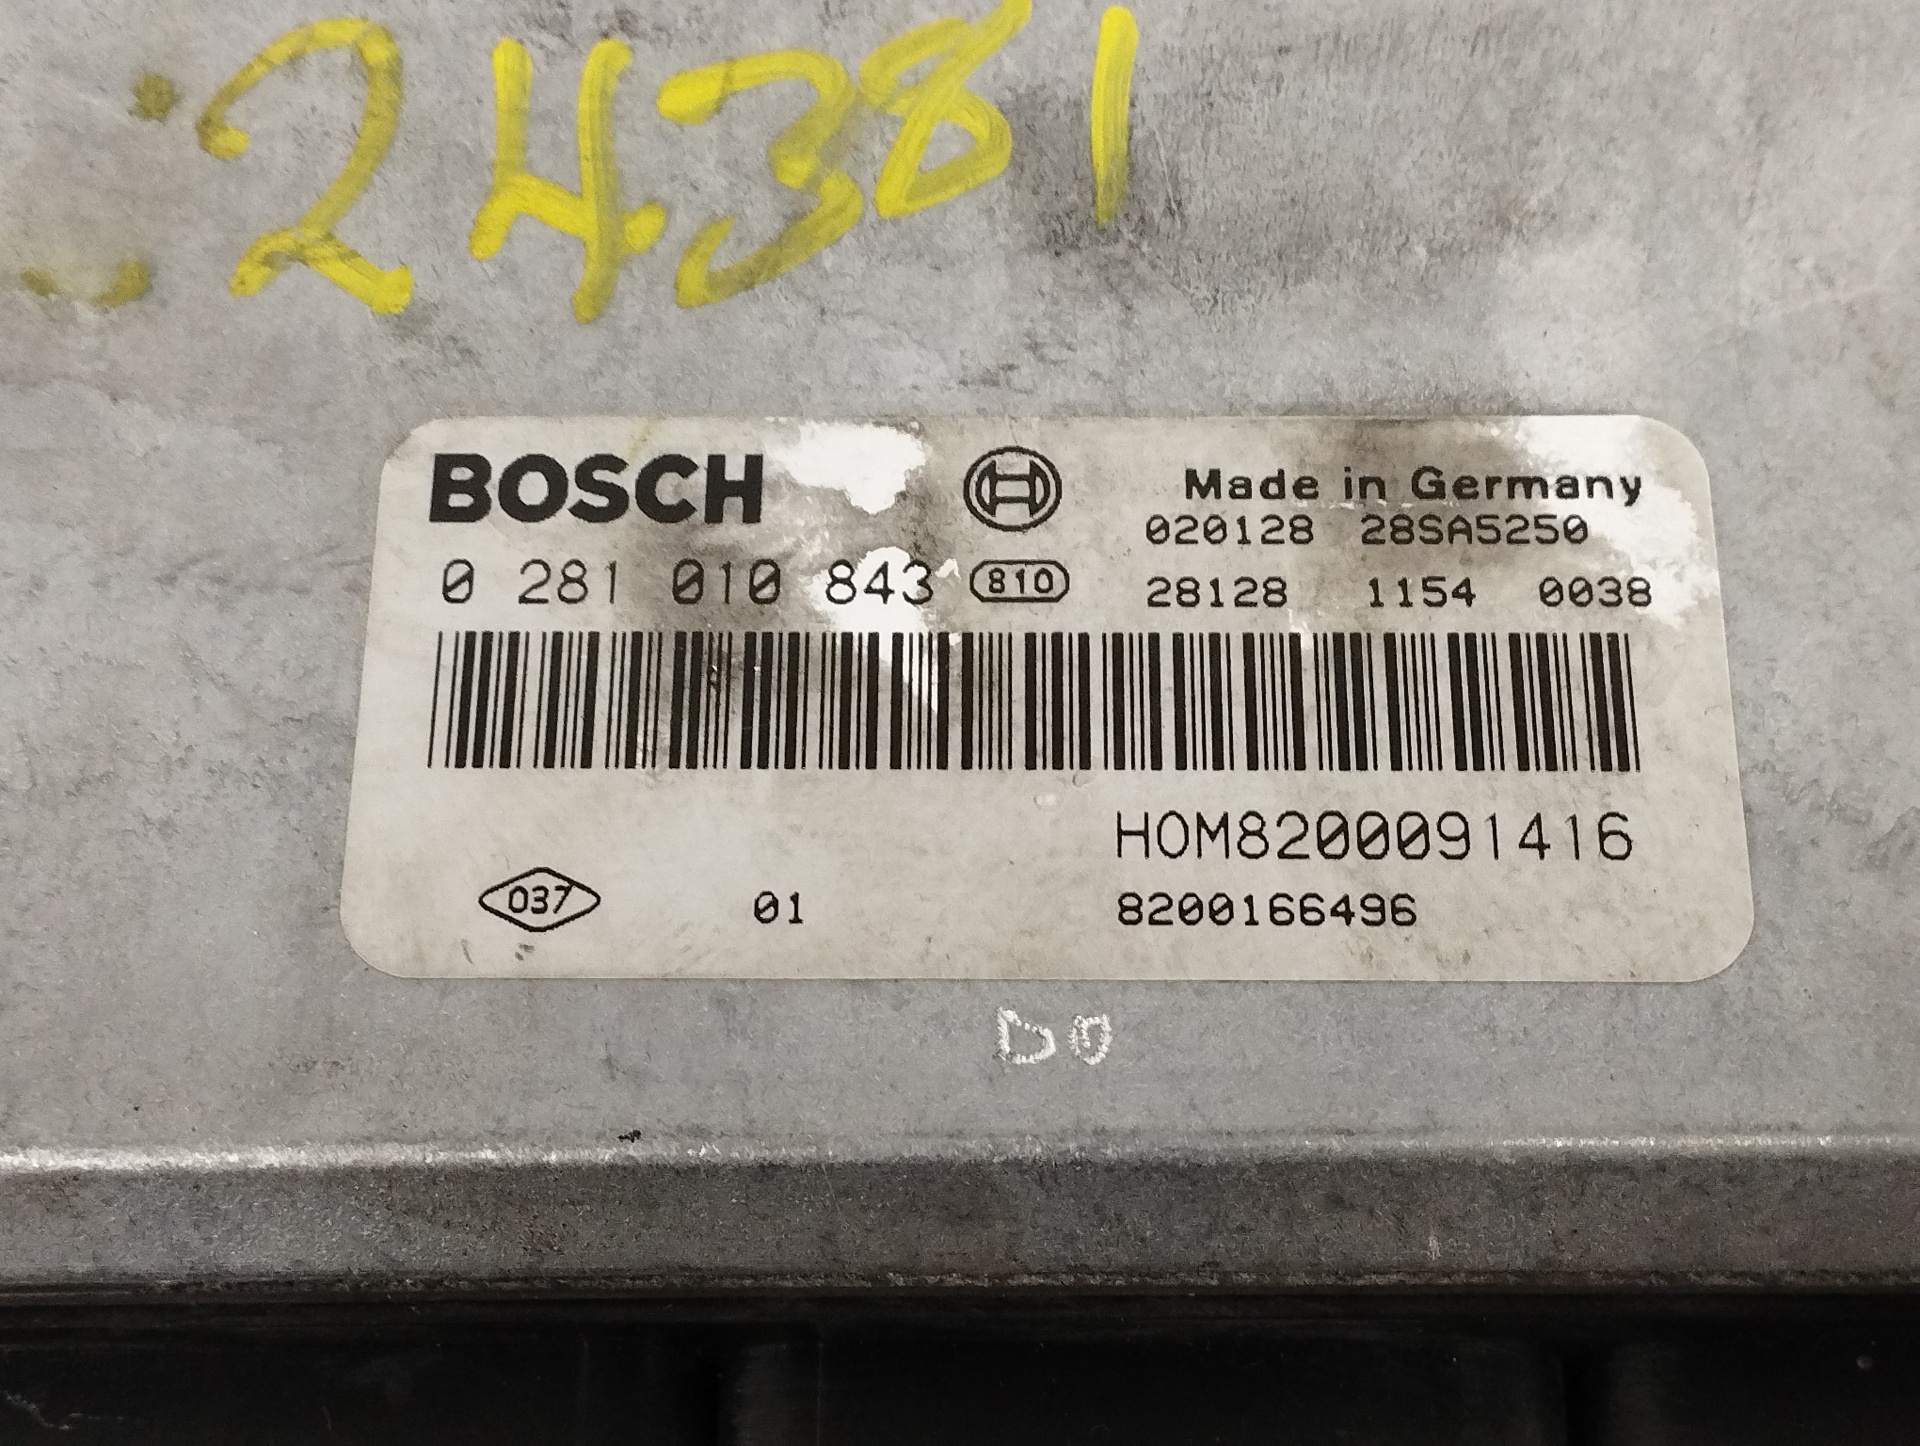 24381
BOSCH
Made in Germany
020128 28SA5250
0 281 010 843 810 28128 1154 0038
HOM8200091416
037 01 8200166496
D0